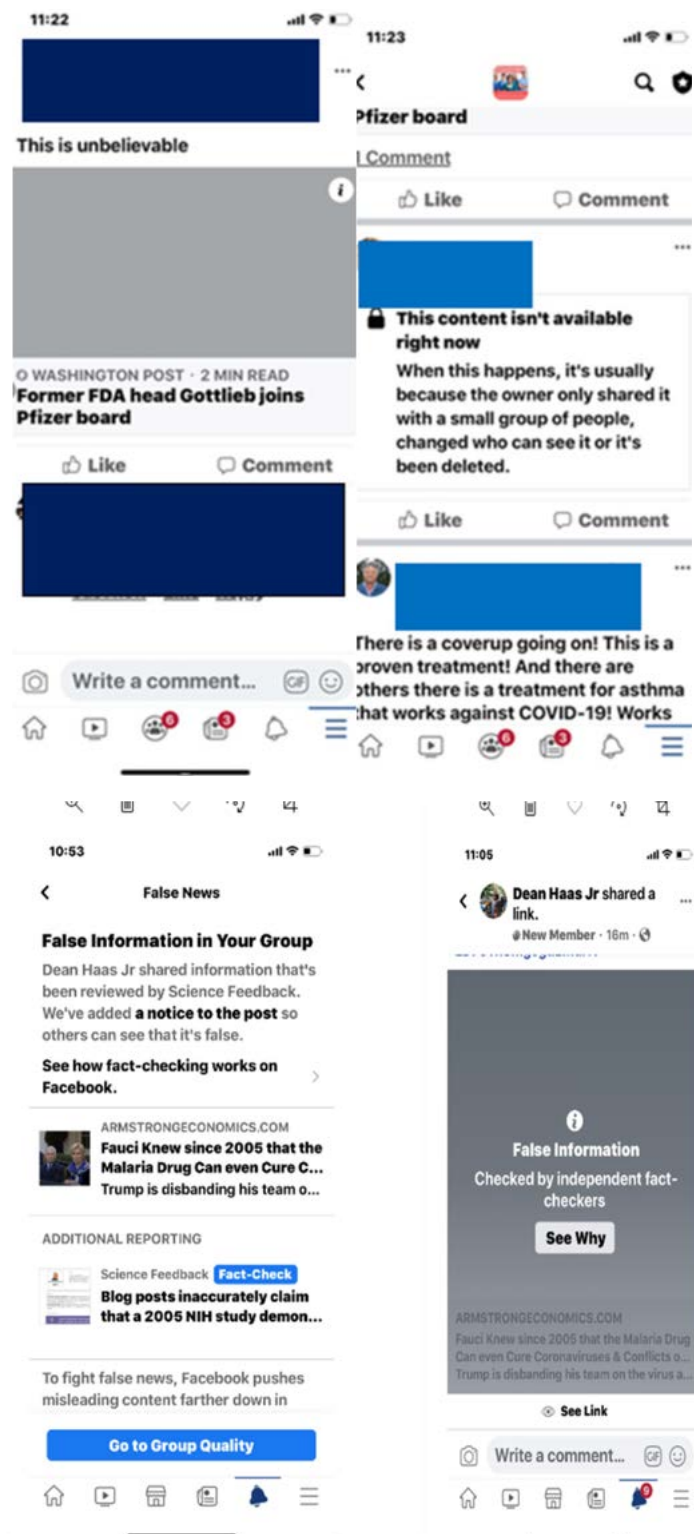 11:22
This is unbelievable
WASHINGTON POST · 2 MIN READ
Former FDA head Gottlieb joins
Pfizer board
Like Comment
Write a comment... GIF
6 3
11:23
Pfizer board
1 Comment
Like Comment
This content isn't available
right now
When this happens, it's usually
because the owner only shared it
with a small group of people,
changed who can see it or it's
been deleted.
Like Comment
There is a coverup going on! This is a
proven treatment! And there are
others there is a treatment for asthma
that works against COVID-19! Works
6 3
10:53
False News
False Information in Your Group
Dean Haas Jr shared information that's
been reviewed by Science Feedback.
We've added a notice to the post so
others can see that it's false.
See how fact-checking works on
Facebook.
ARMSTRONGECONOMICS.COM
Fauci Knew since 2005 that the
Malaria Drug Can even Cure C...
Trump is disbanding his team o...
ADDITIONAL REPORTING
Science Feedback Fact-Check
Blog posts inaccurately claim
that a 2005 NIH study demon...
To fight false news, Facebook pushes
misleading content farther down in
Go to Group Quality
11:05
Dean Haas Jr shared a
link.
New Member · 16m ·
False Information
Checked by independent fact-
checkers
See Why
ARMSTRONGECONOMICS.COM
Fauci Knew since 2005 that the Malaria Drug
Can even Cure Coronaviruses & Conflicts o...
Trump is disbanding his team on the virus a...
See Link
Write a comment... GIF
9